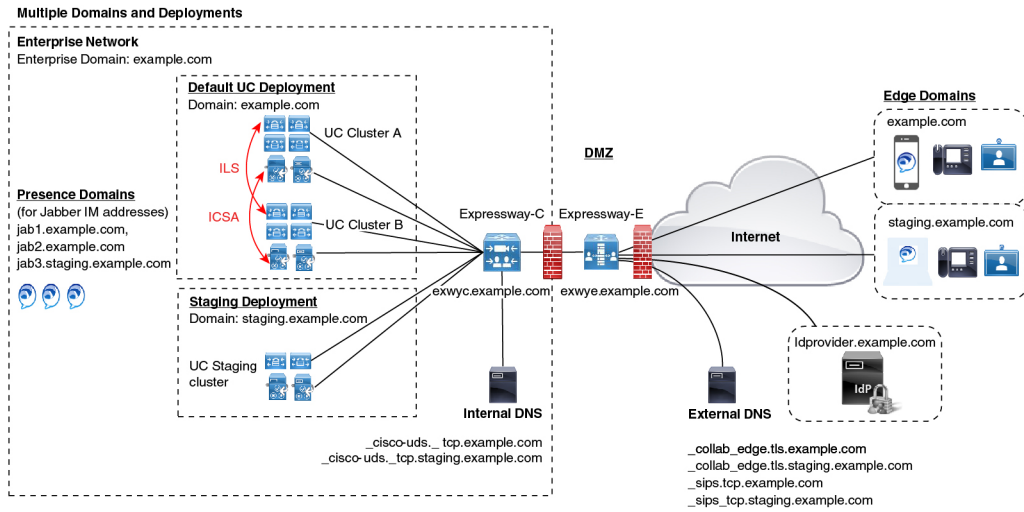 Multiple Domains and Deployments
Enterprise Network
Enterprise Domain: example.com
Default UC Deployment
Domain: example.com
UC Cluster A
ILS
ICSA
UC Cluster B
Presence Domains
(for Jabber IM addresses)
jab1.example.com,
jab2.example.com
jab3.staging.example.com
Staging Deployment
Domain: staging.example.com
UC Staging
cluster
Expressway-C
exwyc.example.com
Internal DNS
_cisco-uds._ tcp.example.com
_cisco-uds._tcp.staging.example.com
DMZ
Expressway-E
exwye.example.com
Internet
Edge Domains
example.com
staging.example.com
Idprovider.example.com
IdP
External DNS
_collab_edge.tls.example.com
_collab_edge.tls.staging.example.com
_sips.tcp.example.com
_sips_tcp.staging.example.com